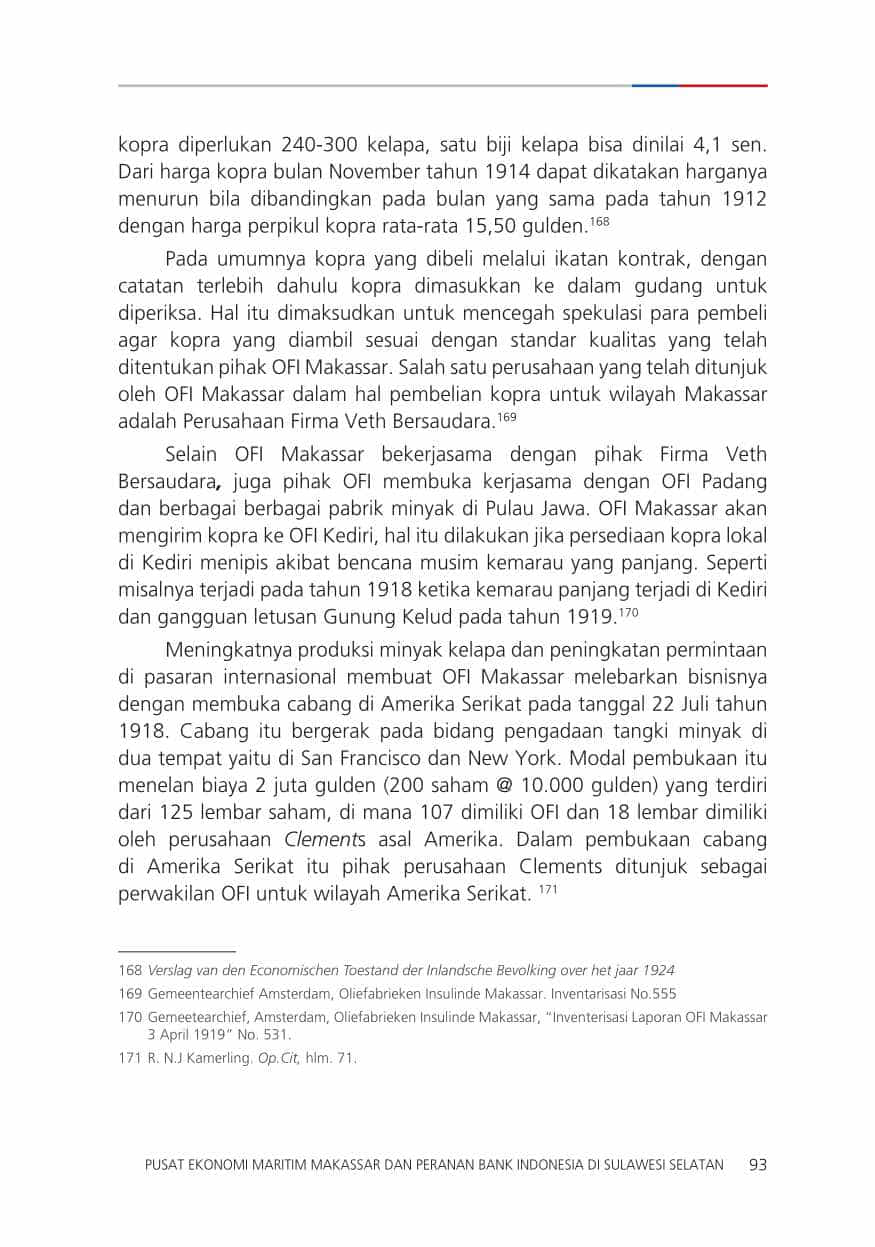 kopra diperlukan 240-300 kelapa, satu biji kelapa bisa dinilai 4,1 sen.
Dari harga kopra bulan November tahun 1914 dapat dikatakan harganya
menurun bila dibandingkan pada bulan yang sama pada tahun 1912
dengan harga perpikul kopra rata-rata 15,50 gulden.168
Pada umumnya kopra yang dibeli melalui ikatan kontrak, dengan
catatan terlebih dahulu kopra dimasukkan ke dalam gudang untuk
diperiksa. Hal itu dimaksudkan untuk mencegah spekulasi para pembeli
agar kopra yang diambil sesuai dengan standar kualitas yang telah
ditentukan pihak OFI Makassar. Salah satu perusahaan yang telah ditunjuk
oleh OFI Makassar dalam hal pembelian kopra untuk wilayah Makassar
adalah Perusahaan Firma Veth Bersaudara.169
Selain OFI Makassar bekerjasama dengan pihak Firma Veth
Bersaudara, juga pihak OFI membuka kerjasama dengan OFI Padang
dan berbagai berbagai pabrik minyak di Pulau Jawa. OFI Makassar akan
mengirim kopra ke OFI Kediri, hal itu dilakukan jika persediaan kopra lokal
di Kediri menipis akibat bencana musim kemarau yang panjang. Seperti
misalnya terjadi pada tahun 1918 ketika kemarau panjang terjadi di Kediri
dan gangguan letusan Gunung Kelud pada tahun 1919.170
Meningkatnya produksi minyak kelapa dan peningkatan permintaan
di pasaran internasional membuat OFI Makassar melebarkan bisnisnya
dengan membuka cabang di Amerika Serikat pada tanggal 22 Juli tahun
1918. Cabang itu bergerak pada bidang pengadaan tangki minyak di
dua tempat yaitu di San Francisco dan New York. Modal pembukaan itu
menelan biaya 2 juta gulden (200 saham @ 10.000 gulden) yang terdiri
dari 125 lembar saham, di mana 107 dimiliki OFI dan 18 lembar dimiliki
oleh perusahaan Clements asal Amerika. Dalam pembukaan cabang
di Amerika Serikat itu pihak perusahaan Clements ditunjuk sebagai
perwakilan OFI untuk wilayah Amerika Serikat. 171
168 Verslag van den Economischen Toestand der Inlandsche Bevolking over het jaar 1924
169 Gemeentearchief Amsterdam, Oliefabrieken Insulinde Makassar. Inventarisasi No.555
170 Gemeetearchief, Amsterdam, Oliefabrieken Insulinde Makassar, “Inventerisasi Laporan OFI Makassar
3 April 1919” No. 531.
171 R. N.J Kamerling. Op.Cit, hlm. 71.
PUSAT EKONOMI MARITIM MAKASSAR DAN PERANAN BANK INDONESIA DI SULAWESI SELATAN 93